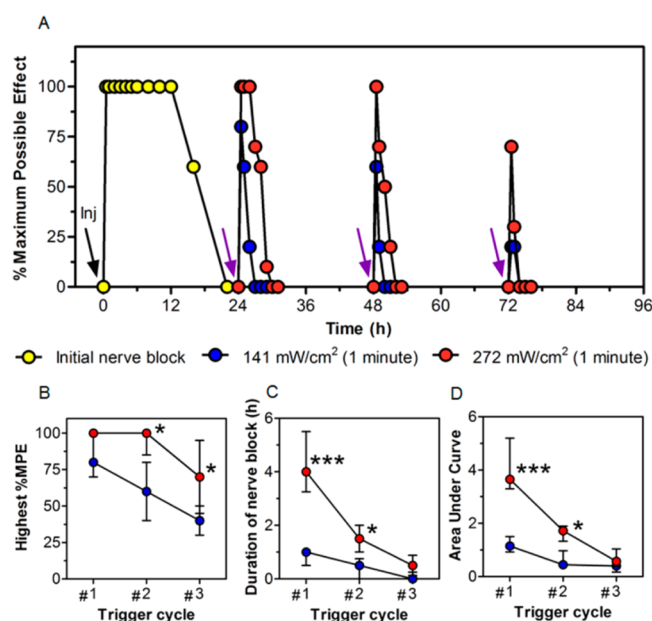 A
% Maximum Possible Effect
100
75
50
25
0
Inj
0 12 24 36 48 60 72 84 96
Time (h)
Initial nerve block 141 mW/cm² (1 minute) 272 mW/cm² (1 minute)
B
Highest %MPE
100
75
50
25
0
*
*
#1 #2 #3
Trigger cycle
C
Duration of nerve block (h)
6
4
2
0
***
*
#1 #2 #3
Trigger cycle
D
Area Under Curve
6
4
2
0
***
*
#1 #2 #3
Trigger cycle